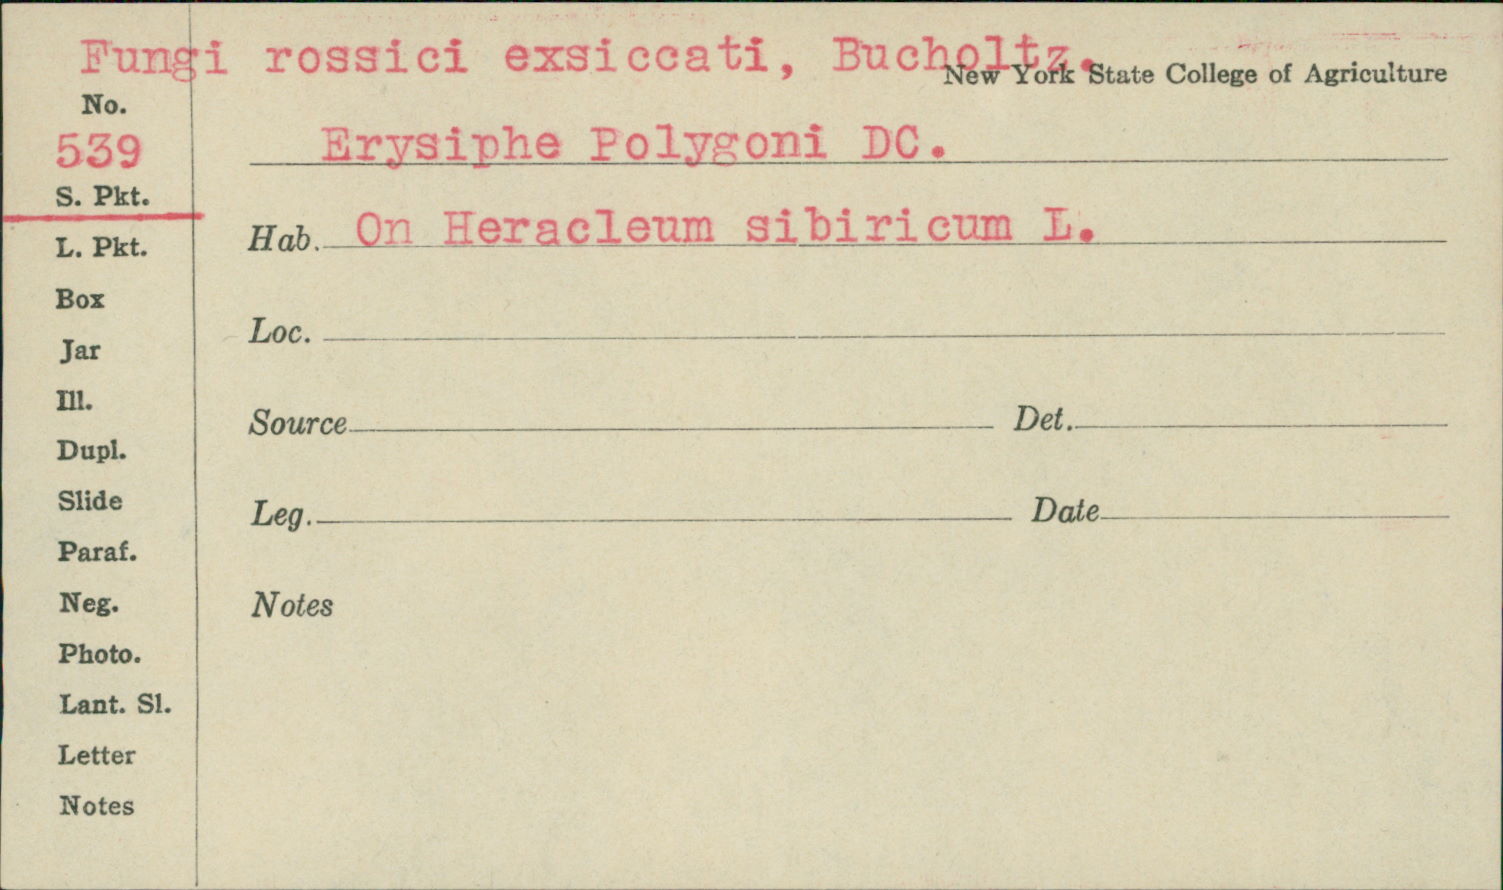 Fungi rossici exsiccati, Bucholtz.
New York State College of Agriculture
No.
539
Erysiphe Polygoni DC.
S. Pkt.
Hab. On Heracleum sibiricum L.
L. Pkt.
Box
Loc.
Jar
Ill.
Source Det.
Dupl.
Slide
Leg. Date
Paraf.
Neg.
Notes
Photo.
Lant. Sl.
Letter
Notes